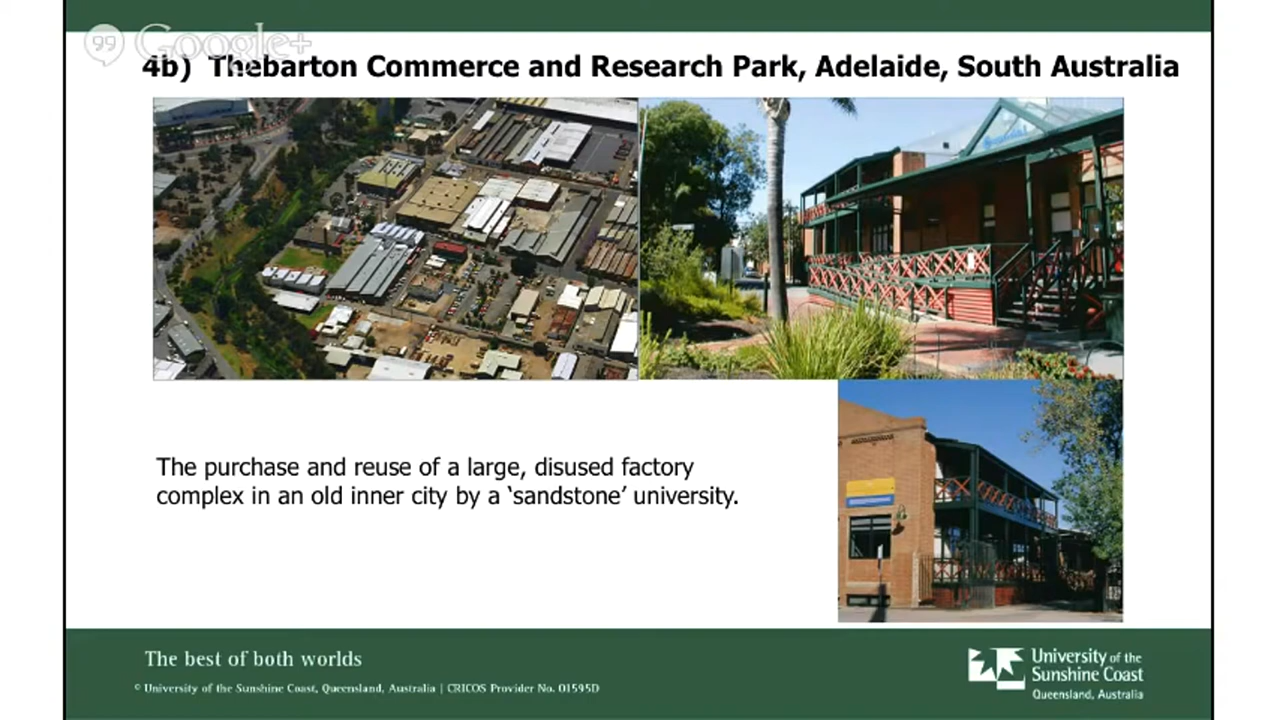 Google+
4b) Thebarton Commerce and Research Park, Adelaide, South Australia
The purchase and reuse of a large, disused factory
complex in an old inner city by a ‘sandstone’ university.
The best of both worlds
© University of the Sunshine Coast, Queensland, Australia | CRICOS Provider No. 01595D
University of the
Sunshine Coast
Queensland, Australia